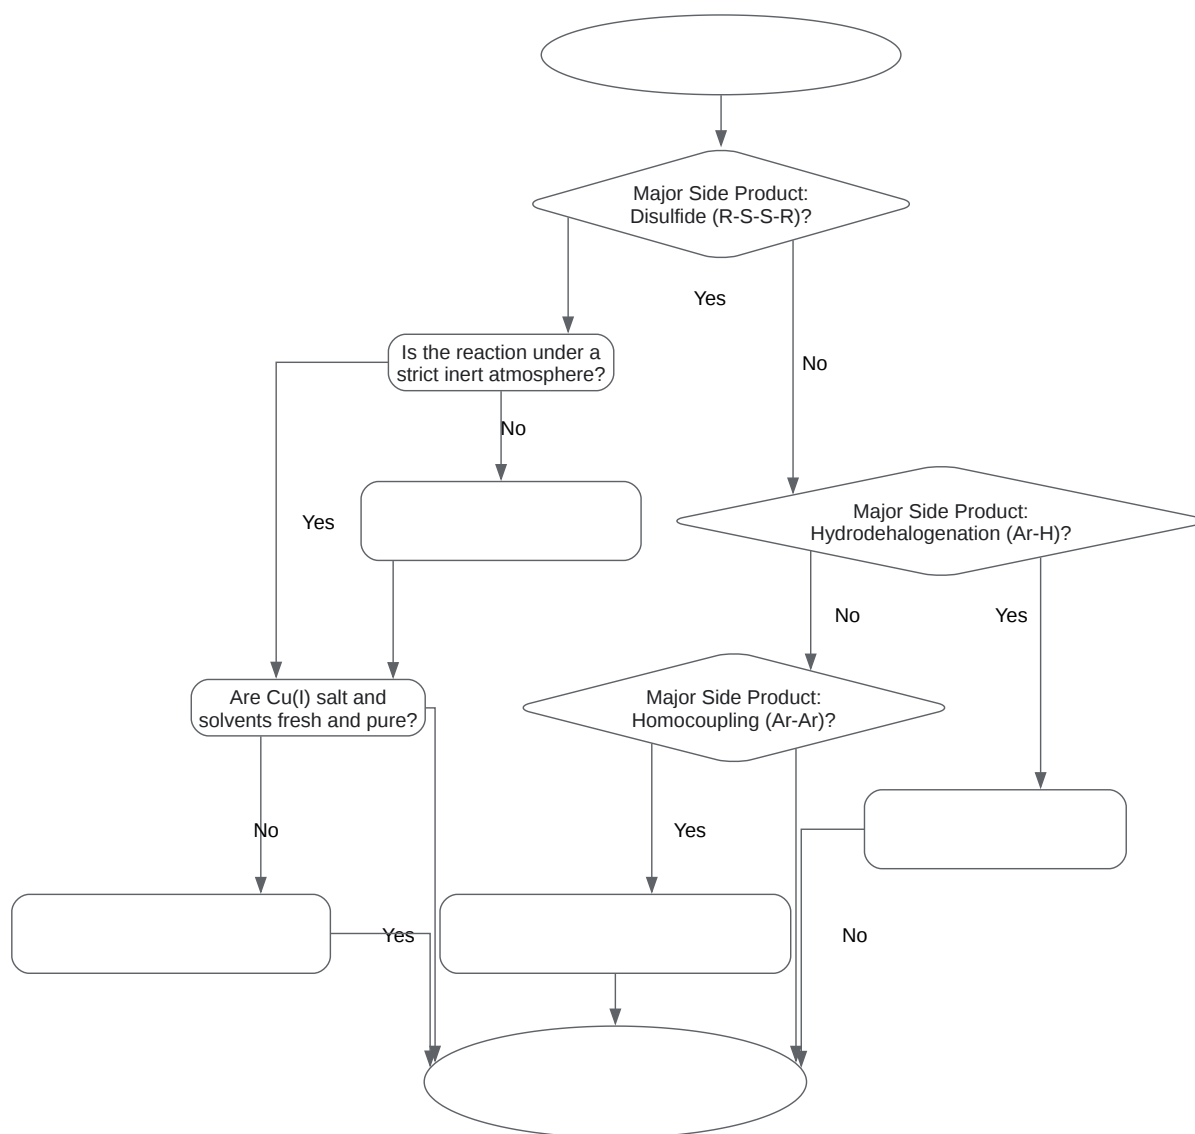 Major Side Product:
Disulfide (R-S-S-R)?
Yes
Is the reaction under a
strict inert atmosphere?
No
No
Yes
Major Side Product:
Hydrodehalogenation (Ar-H)?
No
Yes
Are Cu(I) salt and
solvents fresh and pure?
Major Side Product:
Homocoupling (Ar-Ar)?
No
Yes
Yes
No